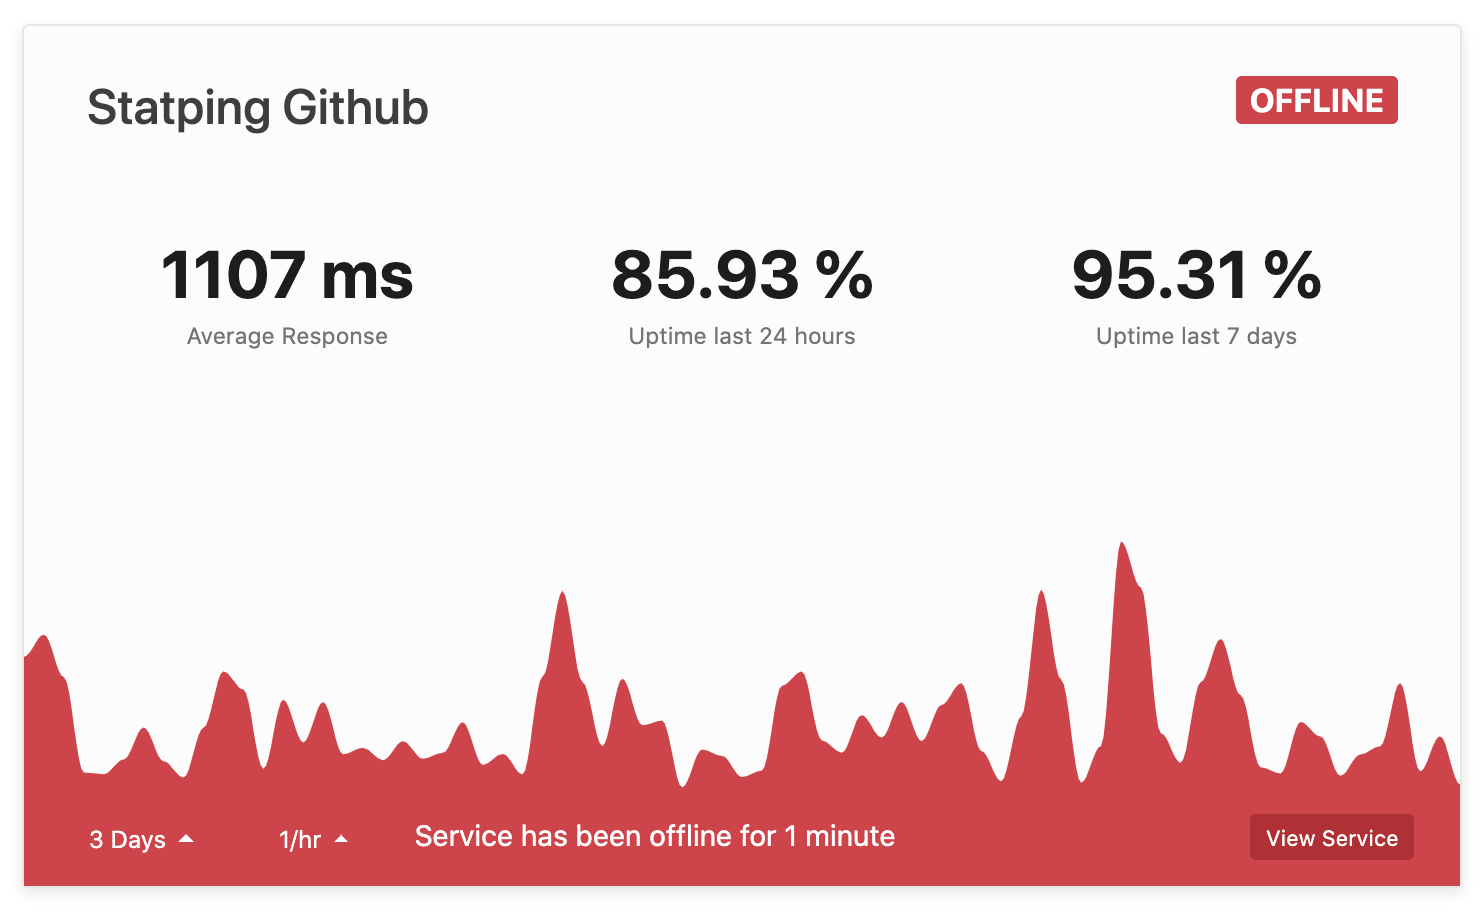 Statping Github
OFFLINE
1107 ms
85.93 %
95.31 %
Average Response
Uptime last 24 hours
Uptime last 7 days
3 Days
1/hr
Service has been offline for 1 minute
View Service